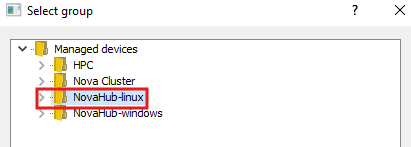 Select group
?
Managed devices
HPC
Nova Cluster
NovaHub-linux
NovaHub-windows